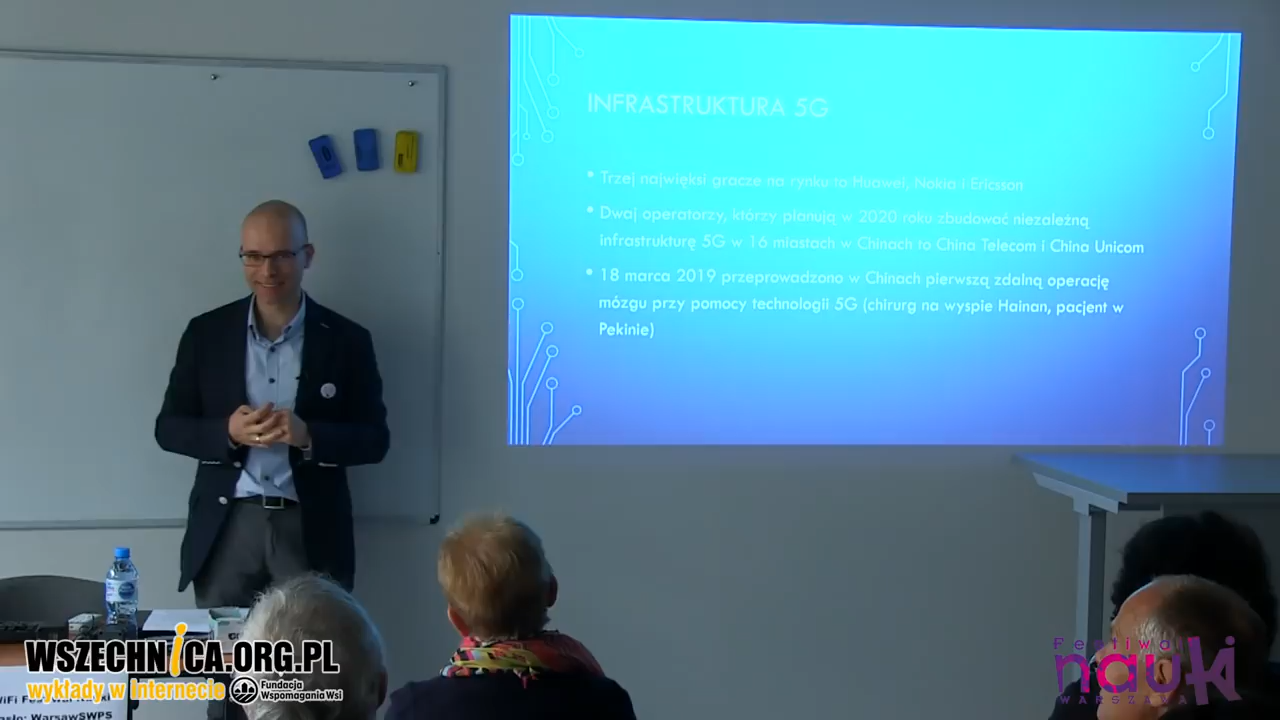 INFRASTRUKTURA 5G
• Trzej najwięksi gracze na rynku to Huawei, Nokia i Ericsson
• Dwaj operatorzy, którzy planują w 2020 roku zbudować niezależną
infrastrukturę 5G w 16 miastach w Chinach to China Telecom i China Unicom
• 18 marca 2019 przeprowadzono w Chinach pierwszą zdalną operację
mózgu przy pomocy technologii 5G (chirurg na wyspie Hainan, pacjent w
Pekinie)
WSZECHNICA.ORG.PL
wykłady w internecie
Fundacja
Wspomagania Wsi
WarsawSWPS
Festiwal
nauki
WARSZAWA